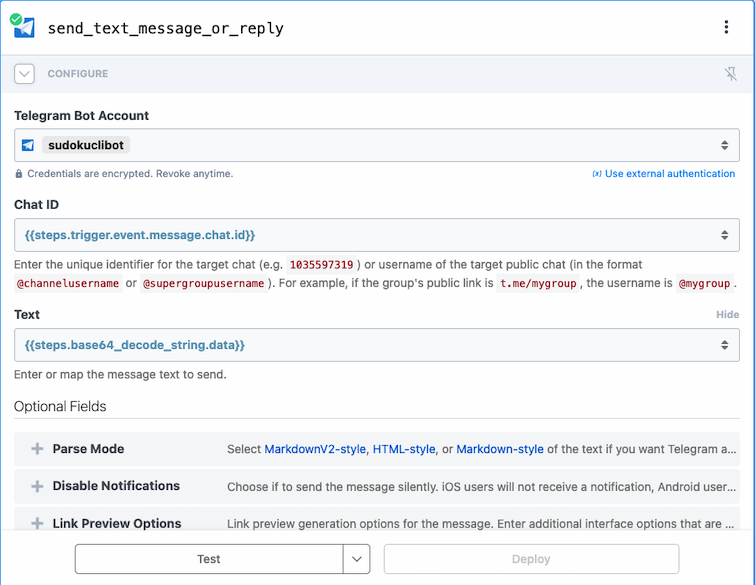 send_text_message_or_reply
CONFIGURE
Telegram Bot Account
sudokuclibot
Credentials are encrypted. Revoke anytime.
(x) Use external authentication
Chat ID
{{steps.trigger.event.message.chat.id}}
Enter the unique identifier for the target chat (e.g. 1035597319 ) or username of the target public chat (in the format
@channelusername or @supergroupusername ). For example, if the group's public link is t.me/mygroup , the username is @mygroup .
Text
Hide
{{steps.base64_decode_string.data}}
Enter or map the message text to send.
Optional Fields
Parse Mode Select MarkdownV2-style, HTML-style, or Markdown-style of the text if you want Telegram a...
Disable Notifications Choose if to send the message silently. iOS users will not receive a notification, Android user...
Link Preview Options Link preview generation options for the message. Enter additional interface options that are ...
Test
Deploy